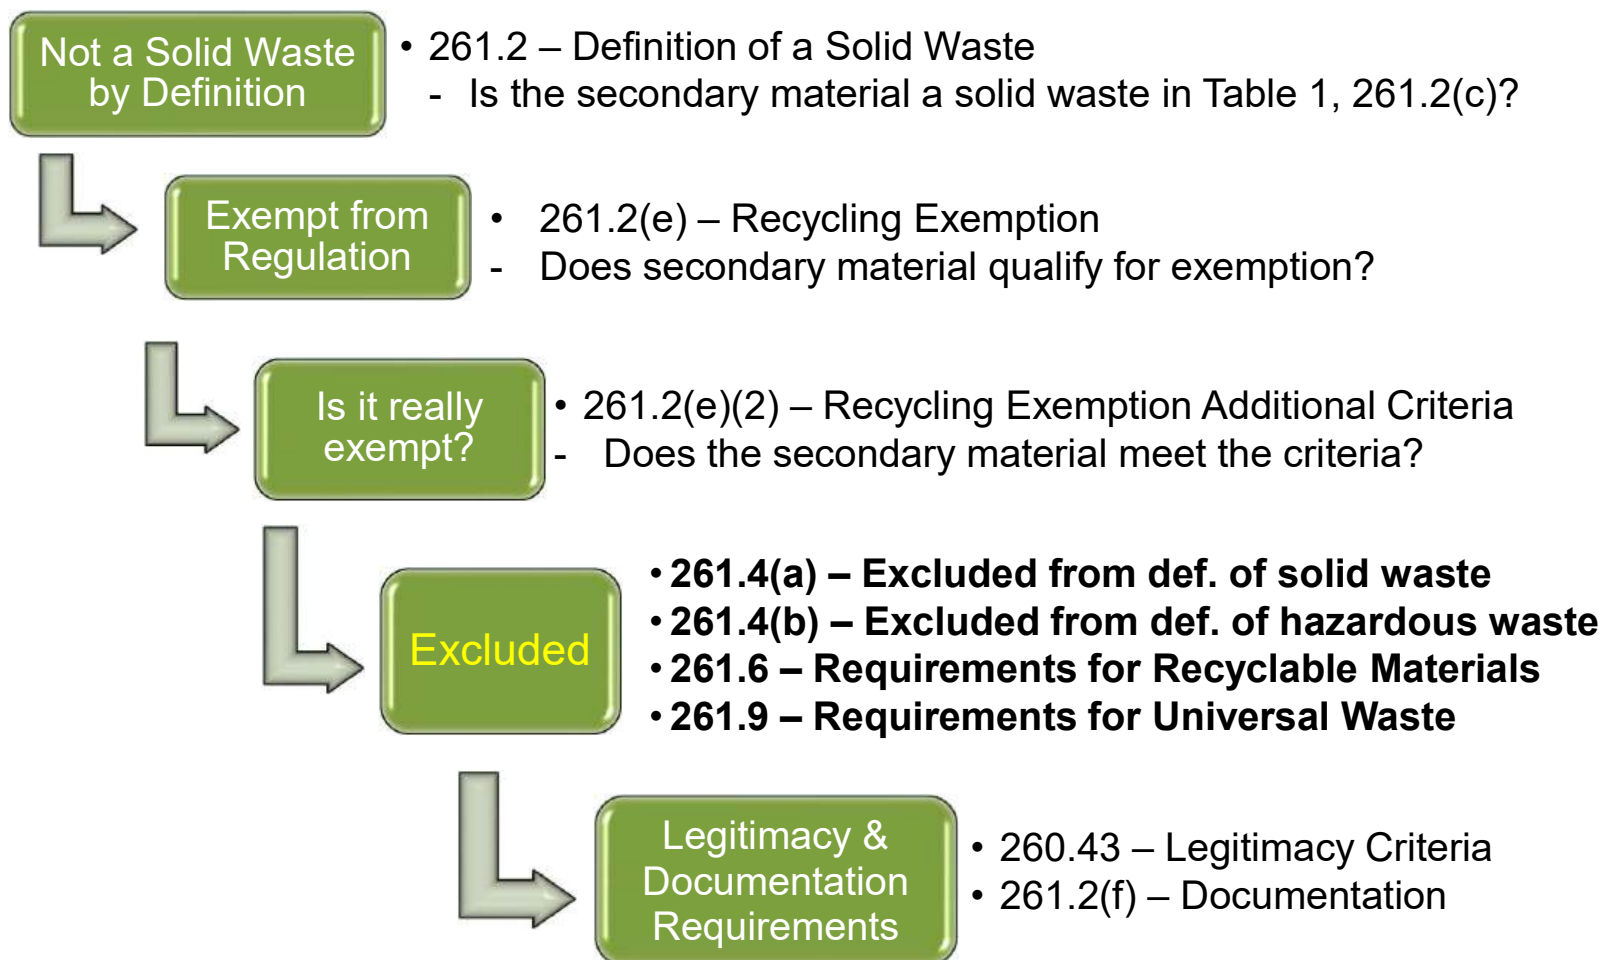 Not a Solid Waste
by Definition
• 261.2 – Definition of a Solid Waste
- Is the secondary material a solid waste in Table 1, 261.2(c)?
Exempt from
Regulation
• 261.2(e) – Recycling Exemption
- Does secondary material qualify for exemption?
Is it really
exempt?
• 261.2(e)(2) – Recycling Exemption Additional Criteria
- Does the secondary material meet the criteria?
Excluded
• 261.4(a) – Excluded from def. of solid waste
• 261.4(b) – Excluded from def. of hazardous waste
• 261.6 – Requirements for Recyclable Materials
• 261.9 – Requirements for Universal Waste
Legitimacy &
Documentation
Requirements
• 260.43 – Legitimacy Criteria
• 261.2(f) – Documentation